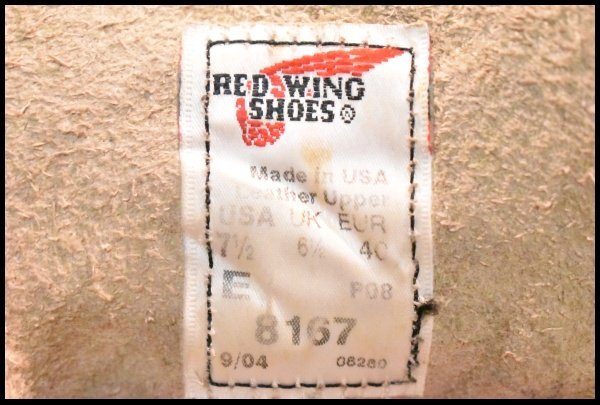 RED WING
SHOES®
Made in USA
Leather Upper
USA UK EUR
7½ 6½ 40
E P08
8167
9/04 06260